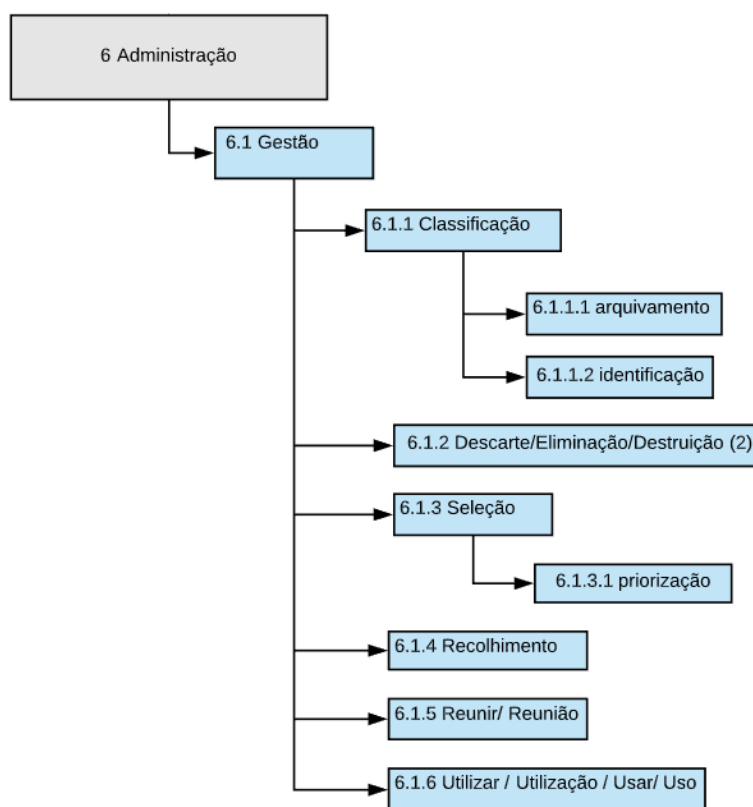 6 Administração
6.1 Gestão
6.1.1 Classificação
6.1.1.1 arquivamento
6.1.1.2 identificação
6.1.2 Descarte/Eliminação/Destruição (2)
6.1.3 Seleção
6.1.3.1 priorização
6.1.4 Recolhimento
6.1.5 Reunir/ Reunião
6.1.6 Utilizar / Utilização / Usar/ Uso